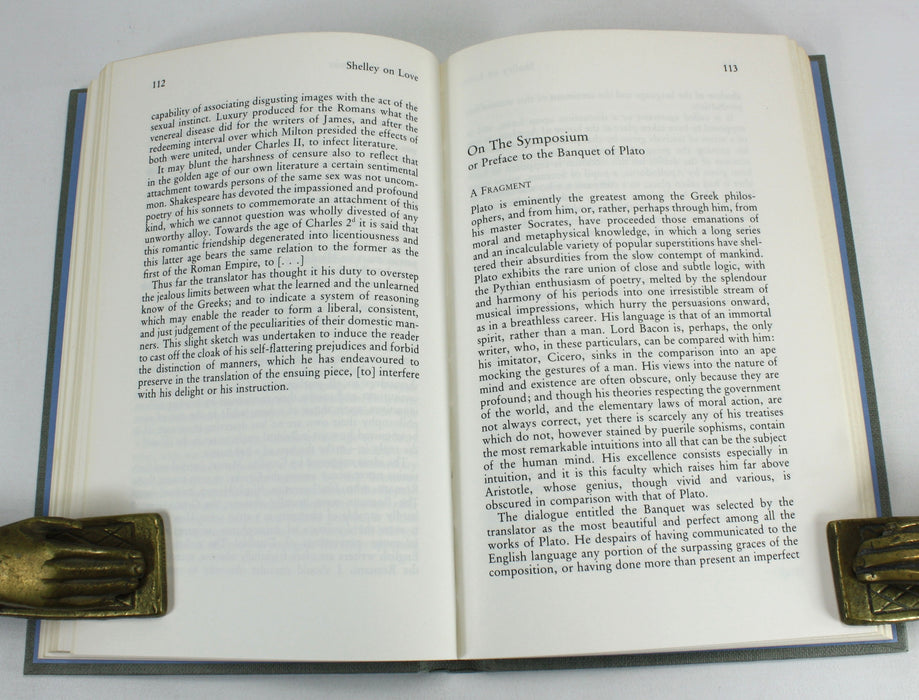 112
Shelley on Love
capability of associating disgusting images with the act of the
sexual instinct. Luxury produced for the Romans what the
venereal disease did for the writers of James, and after the
redeeming interval over which Milton presided the effects of
both were united, under Charles II, to infect literature.
It may blunt the harshness of censure also to reflect that
in the golden age of our own literature a certain sentimental
attachment towards persons of the same sex was not uncom-
mon. Shakespeare has devoted the impassioned and profound
poetry of his sonnets to commemorate an attachment of this
kind, which we cannot question was wholly divested of any
unworthy alloy. Towards the age of Charles 2d it is said that
this romantic friendship degenerated into licentiousness and
this latter age bears the same relation to the former as the
first of the Roman Empire, to [. . .]
Thus far the translator has thought it his duty to overstep
the jealous limits between what the learned and the unlearned
know of the Greeks; and to indicate a system of reasoning
which may enable the reader to form a liberal, consistent,
and just judgement of the peculiarities of their domestic man-
ners. This slight sketch was undertaken to induce the reader
to cast off the cloak of his self-flattering prejudices and forbid
the distinction of manners, which he has endeavoured to
preserve in the translation of the ensuing piece, [to] interfere
with his delight or his instruction.
113
On The Symposium
or Preface to the Banquet of Plato
A FRAGMENT
Plato is eminently the greatest among the Greek philos-
ophers, and from him, or, rather, perhaps through him, from
his master Socrates, have proceeded those emanations of
moral and metaphysical knowledge, in which a long series
and an incalculable variety of popular superstitions have shel-
tered their absurdities from the slow contempt of mankind.
Plato exhibits the rare union of close and subtle logic, with
the Pythian enthusiasm of poetry, melted by the splendour
and harmony of his periods into one irresistible stream of
musical impressions, which hurry the persuasions onward,
as in a breathless career. His language is that of an immortal
spirit, rather than a man. Lord Bacon is, perhaps, the only
writer, who, in these particulars, can be compared with him:
his imitator, Cicero, sinks in the comparison into an ape
mocking the gestures of a man. His views into the nature of
mind and existence are often obscure, only because they are
profound; and though his theories respecting the government
of the world, and the elementary laws of moral action, are
not always correct, yet there is scarcely any of his treatises
which do not, however stained by puerile sophisms, contain
the most remarkable intuitions into all that can be the subject
of the human mind. His excellence consists especially in
intuition, and it is this faculty which raises him far above
Aristotle, whose genius, though vivid and various, is
obscured in comparison with that of Plato.
The dialogue entitled the Banquet was selected by the
translator as the most beautiful and perfect among all the
works of Plato. He despairs of having communicated to the
English language any portion of the surpassing graces of the
composition, or having done more than present an imperfect